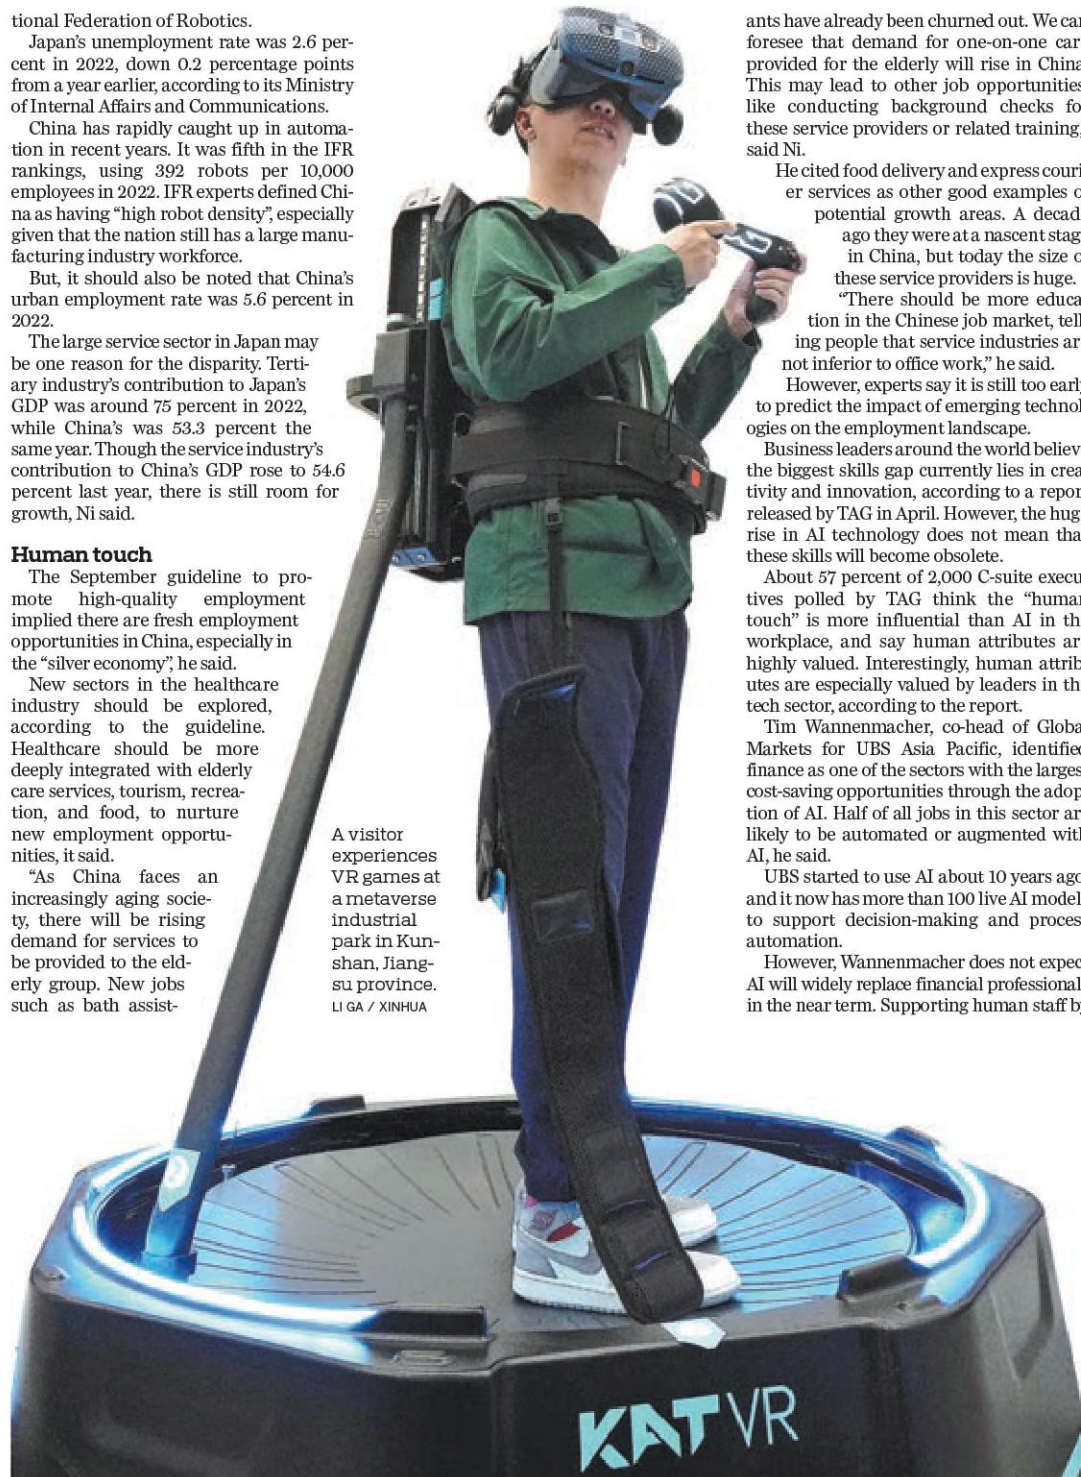 tional Federation of Robotics.
Japan's unemployment rate was 2.6 per-
cent in 2022, down 0.2 percentage points
from a year earlier, according to its Ministry
of Internal Affairs and Communications.
China has rapidly caught up in automa-
tion in recent years. It was fifth in the IFR
rankings, using 392 robots per 10,000
employees in 2022. IFR experts defined Chi-
na as having “high robot density”, especially
given that the nation still has a large manu-
facturing industry workforce.
But, it should also be noted that China's
urban employment rate was 5.6 percent in
2022.
The large service sector in Japan may
be one reason for the disparity. Terti-
ary industry's contribution to Japan's
GDP was around 75 percent in 2022,
while China's was 53.3 percent the
same year. Though the service industry's
contribution to China's GDP rose to 54.6
percent last year, there is still room for
growth, Ni said.
Human touch
The September guideline to pro-
mote high-quality employment
implied there are fresh employment
opportunities in China, especially in
the “silver economy”, he said.
New sectors in the healthcare
industry should be explored,
according to the guideline.
Healthcare should be more
deeply integrated with elderly
care services, tourism, recrea-
tion, and food, to nurture
new employment opportu-
nities, it said.
“As China faces an
increasingly aging socie-
ty, there will be rising
demand for services to
be provided to the eld-
erly group. New jobs
such as bath assist-
A visitor
experiences
VR games at
a metaverse
industrial
park in Kun-
shan, Jiang-
su province.
LI GA / XINHUA
ants have already been churned out. We can
foresee that demand for one-on-one car
provided for the elderly will rise in China
This may lead to other job opportunities
like conducting background checks fo
these service providers or related training,
said Ni.
He cited food delivery and express couri-
er services as other good examples o
potential growth areas. A decad
ago they were at a nascent stag
in China, but today the size o
these service providers is huge.
“There should be more educa
tion in the Chinese job market, tell
ing people that service industries ar
not inferior to office work,” he said.
However, experts say it is still too early
to predict the impact of emerging technol
ogies on the employment landscape.
Business leaders around the world believ
the biggest skills gap currently lies in crea
tivity and innovation, according to a repor
released by TAG in April. However, the hug
rise in AI technology does not mean tha
these skills will become obsolete.
About 57 percent of 2,000 C-suite execu
tives polled by TAG think the “human
touch” is more influential than AI in th
workplace, and say human attributes ar
highly valued. Interestingly, human attrib
utes are especially valued by leaders in th
tech sector, according to the report.
Tim Wannenmacher, co-head of Globa
Markets for UBS Asia Pacific, identified
finance as one of the sectors with the larges
cost-saving opportunities through the adop
tion of AI. Half of all jobs in this sector ar
likely to be automated or augmented with
AI, he said.
UBS started to use AI about 10 years ago
and it now has more than 100 live AI model
to support decision-making and proces
automation.
However, Wannenmacher does not expec
AI will widely replace financial professional
in the near term. Supporting human staff by
KAT VR